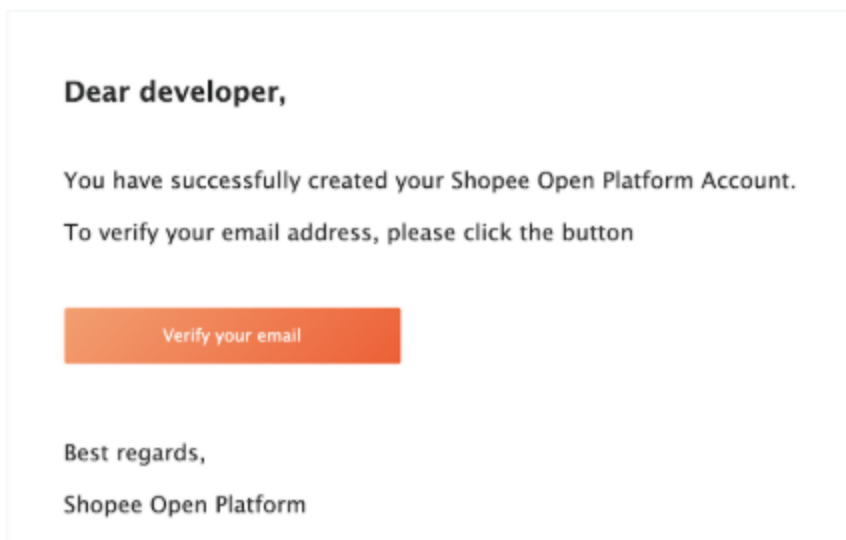 Dear developer,
You have successfully created your Shopee Open Platform Account.
To verify your email address, please click the button
Verify your email
Best regards,
Shopee Open Platform